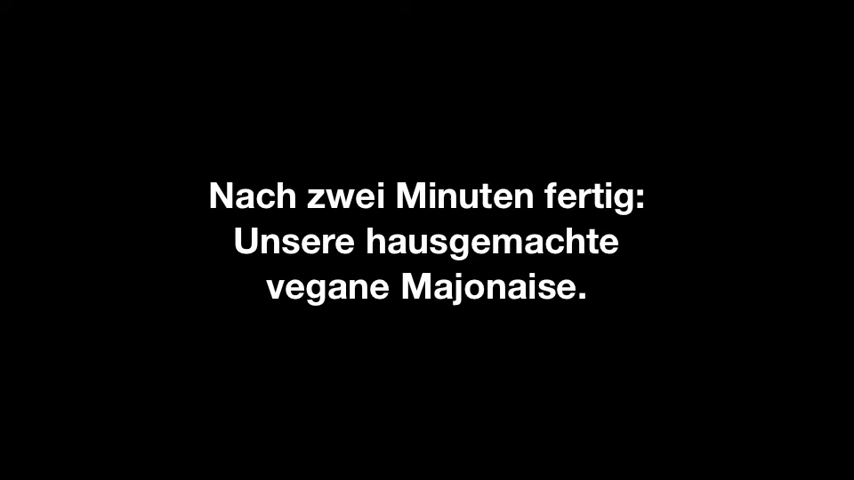 Nach zwei Minuten fertig:
Unsere hausgemachte
vegane Majonaise.